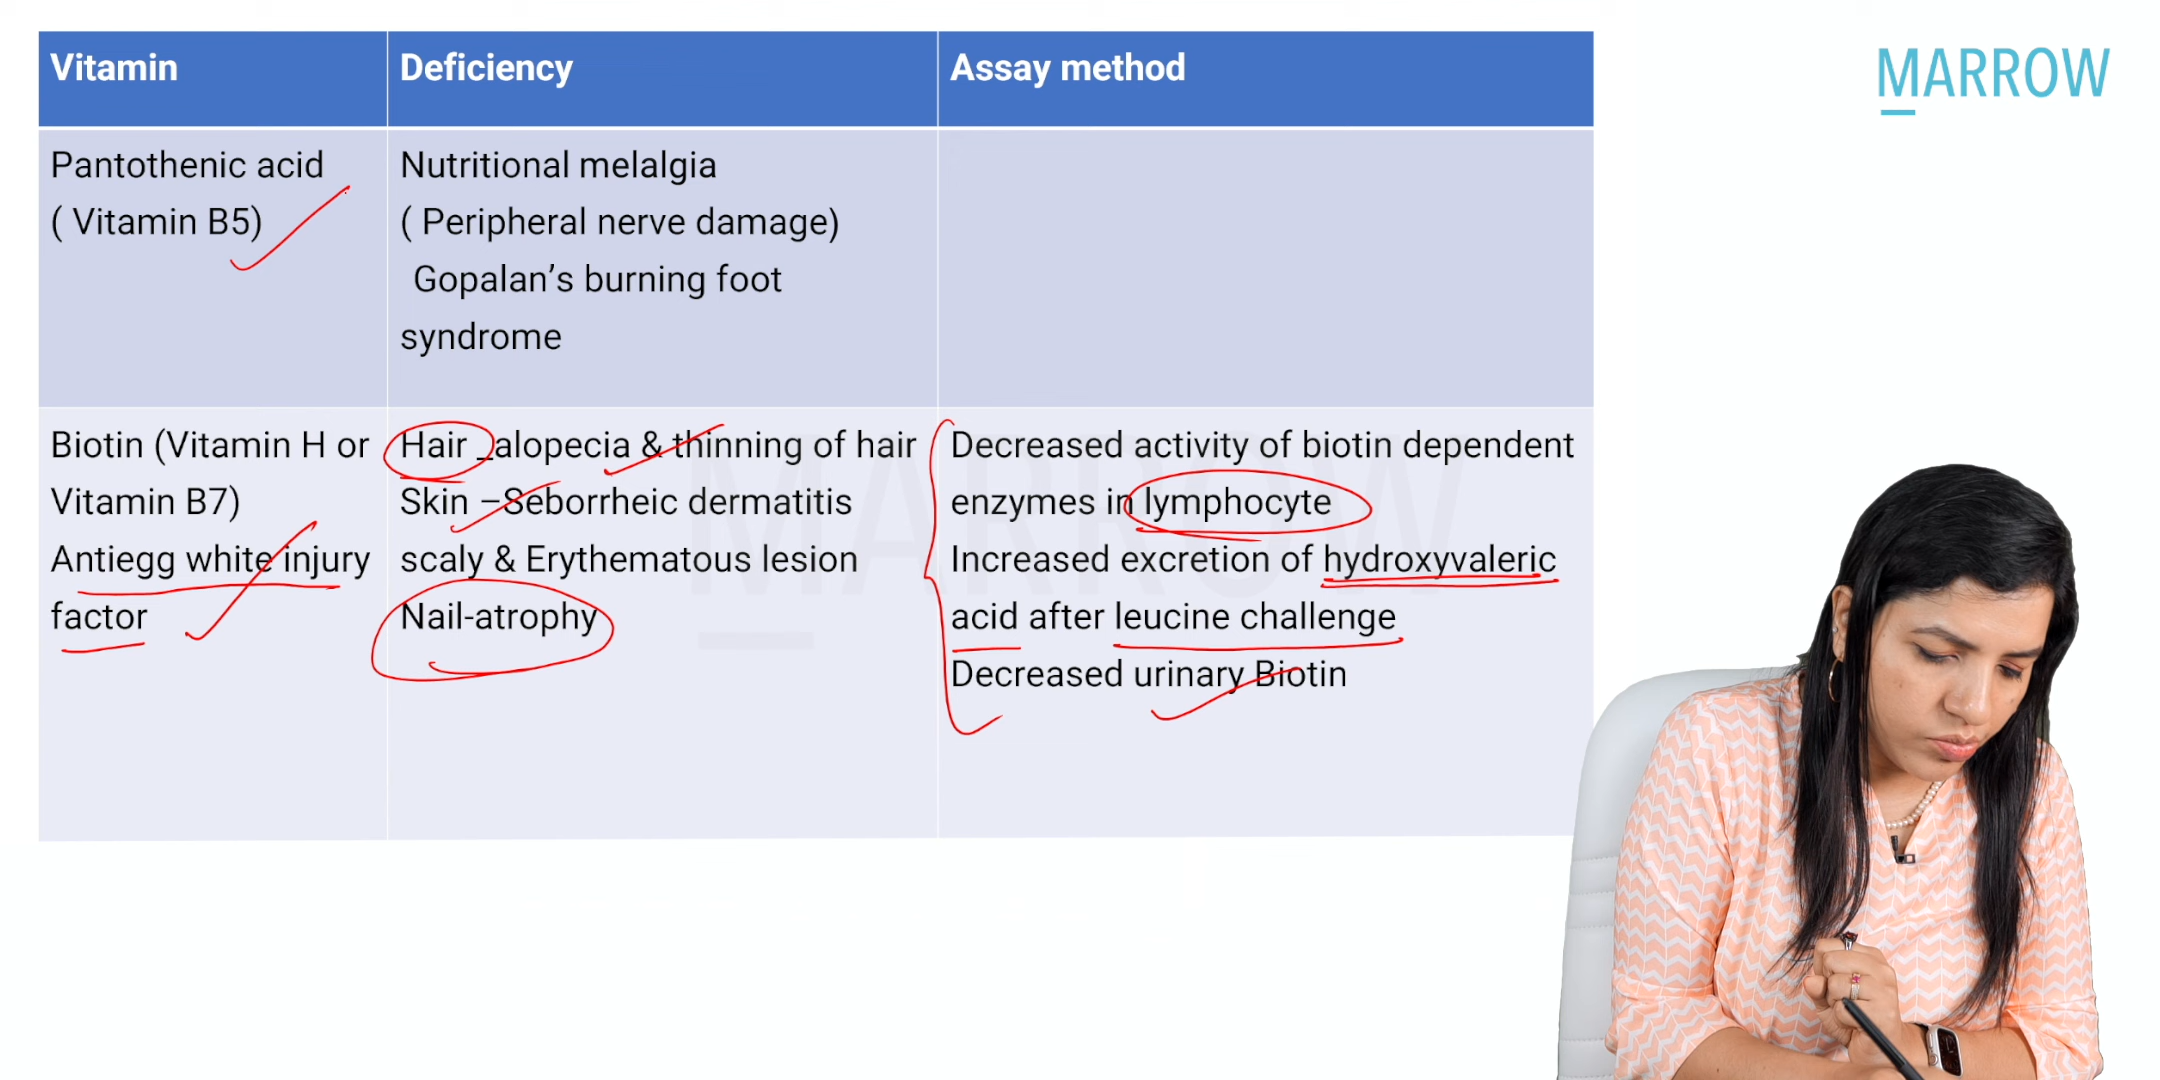 MARROW
Vitamin
Deficiency
Assay method
Pantothenic acid
( Vitamin B5)
Nutritional melalgia
( Peripheral nerve damage)
Gopalan’s burning foot
syndrome
Biotin (Vitamin H or
Vitamin B7)
Antiegg white injury
factor
Hair _alopecia & thinning of hair
Skin –Seborrheic dermatitis
scaly & Erythematous lesion
Nail-atrophy
Decreased activity of biotin dependent
enzymes in lymphocyte
Increased excretion of hydroxyvaleric
acid after leucine challenge
Decreased urinary Biotin
MARROW